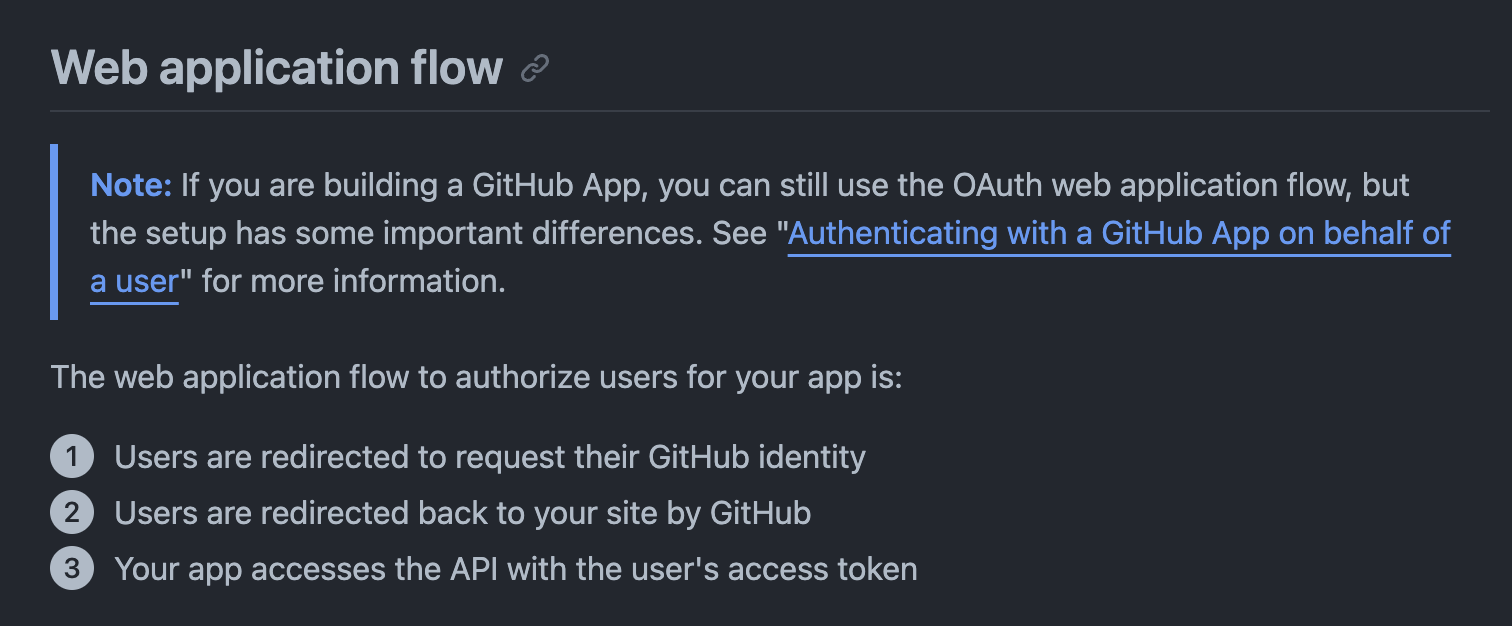 Web application flow
Note: If you are building a GitHub App, you can still use the OAuth web application flow, but
the setup has some important differences. See "Authenticating with a GitHub App on behalf of
a user" for more information.
The web application flow to authorize users for your app is:
1 Users are redirected to request their GitHub identity
2 Users are redirected back to your site by GitHub
3 Your app accesses the API with the user's access token